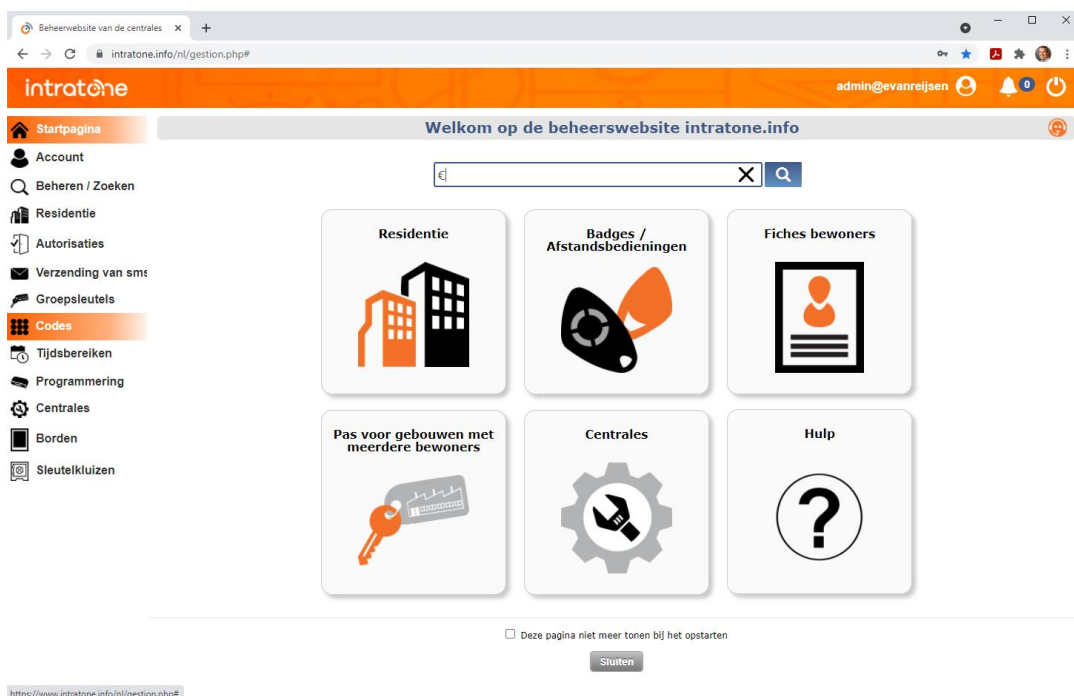 Beheerwebsite van de centrales
intratone.info/nl/gestion.php#
intratone
admin@evanreijsen
0
Startpagina
Account
Beheren / Zoeken
Residentie
Autorisaties
Verzending van sms
Groepsleutels
Codes
Tijdsbereiken
Programmering
Centrales
Borden
Sleutelkluizen
Welkom op de beheerswebsite intratone.info
€
Residentie
Badges /
Afstandsbedieningen
Fiches bewoners
Pas voor gebouwen met
meerdere bewoners
Centrales
Hulp
?
Deze pagina niet meer tonen bij het opstarten
Sluiten
https://www.intratone.info/nl/gestion.php#